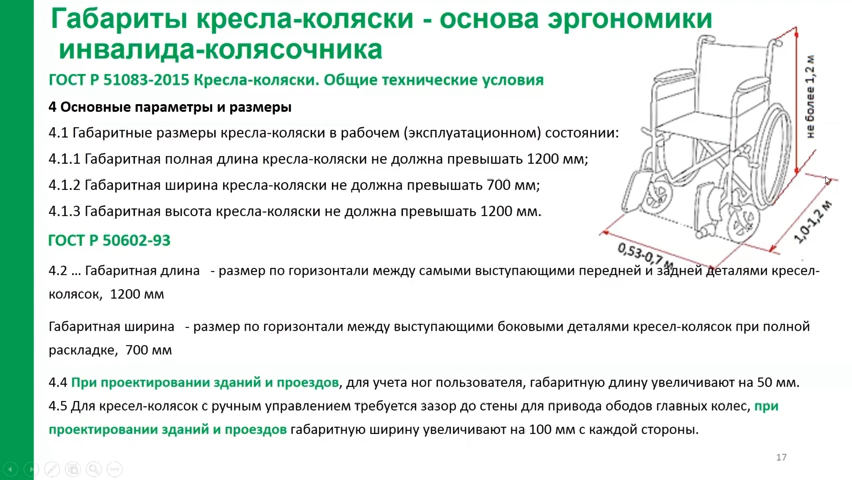 Габариты кресла-коляски - основа эргономики
инвалида-колясочника
ГОСТ Р 51083-2015 Кресла-коляски. Общие технические условия
4 Основные параметры и размеры
4.1 Габаритные размеры кресла-коляски в рабочем (эксплуатационном) состоянии:
4.1.1 Габаритная полная длина кресла-коляски не должна превышать 1200 мм;
4.1.2 Габаритная ширина кресла-коляски не должна превышать 700 мм;
4.1.3 Габаритная высота кресла-коляски не должна превышать 1200 мм.
не более 1,2 м
1,0-1,2 м
0,53-0,7 м
ГОСТ Р 50602-93
4.2 ... Габаритная длина - размер по горизонтали между самыми выступающими передней и задней деталями кресел-
колясок, 1200 мм
Габаритная ширина - размер по горизонтали между выступающими боковыми деталями кресел-колясок при полной
раскладке, 700 мм
4.4 При проектировании зданий и проездов, для учета ног пользователя, габаритную длину увеличивают на 50 мм.
4.5 Для кресел-колясок с ручным управлением требуется зазор до стены для привода ободов главных колес, при
проектировании зданий и проездов габаритную ширину увеличивают на 100 мм с каждой стороны.
17